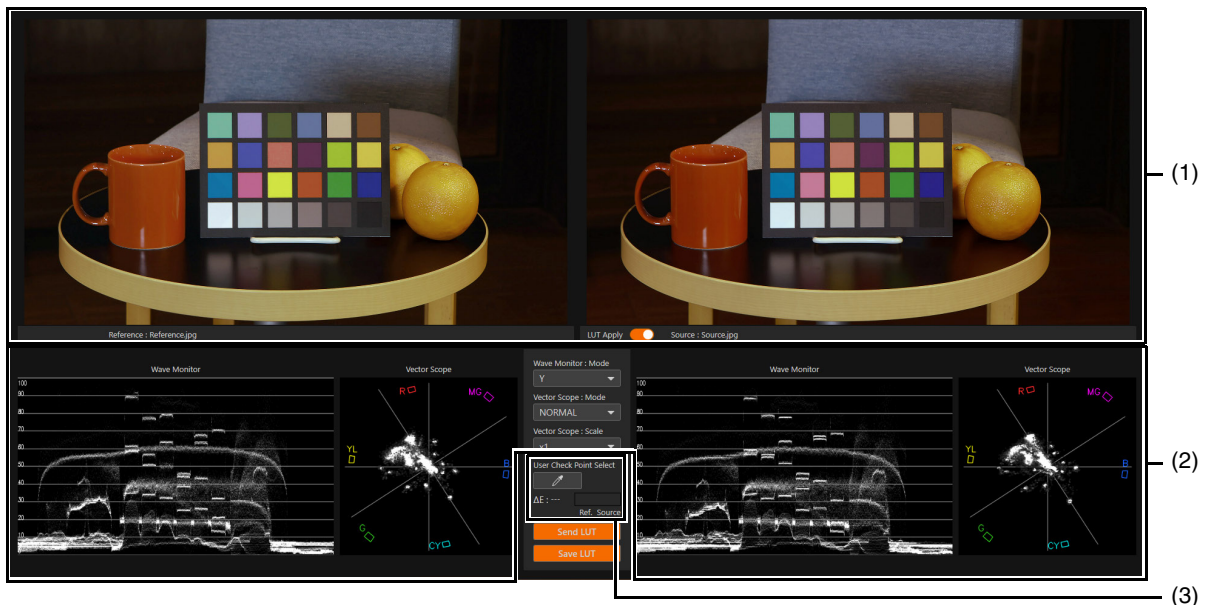 (1)
Reference : Reference.jpg
LUT Apply
Source : Source.jpg
Wave Monitor
100
90
80
70
60
50
40
30
20
10
Vector Scope
R
MG
YL
B
G
CY
Wave Monitor : Mode
Y
Vector Scope : Mode
NORMAL
Vector Scope : Scale
x1
User Check Point Select
ΔE : ---
Ref. Source
Send LUT
Save LUT
Wave Monitor
100
90
80
70
60
50
40
30
20
10
Vector Scope
R
MG
YL
B
G
CY
(2)
(3)